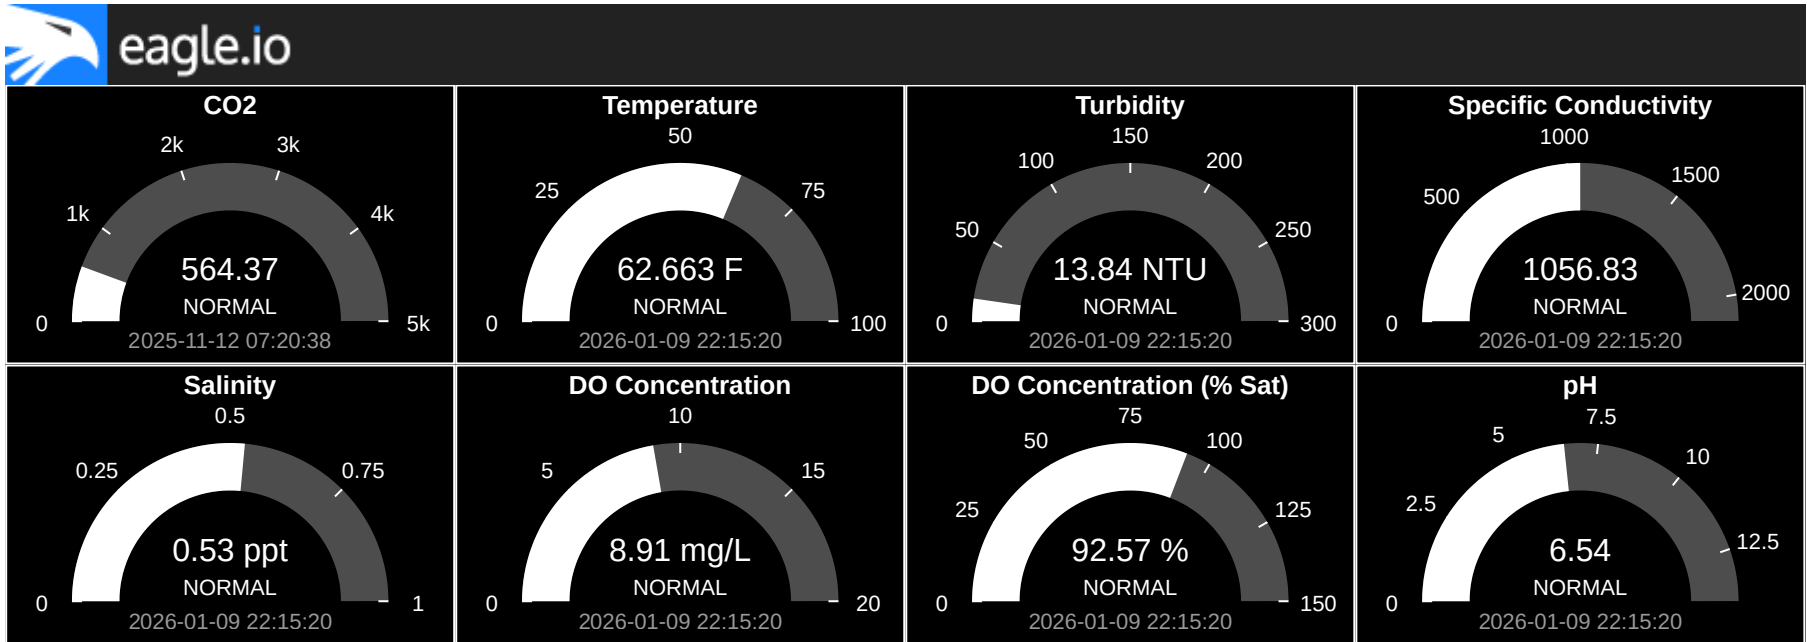 eagle.io
CO2
0
1k
2k
3k
4k
5k
564.37
NORMAL
2025-11-12 07:20:38
Temperature
0
25
50
75
100
62.663 F
NORMAL
2026-01-09 22:15:20
Turbidity
0
50
100
150
200
250
300
13.84 NTU
NORMAL
2026-01-09 22:15:20
Specific Conductivity
0
500
1000
1500
2000
1056.83
NORMAL
2026-01-09 22:15:20
Salinity
0
0.25
0.5
0.75
1
0.53 ppt
NORMAL
2026-01-09 22:15:20
DO Concentration
0
5
10
15
20
8.91 mg/L
NORMAL
2026-01-09 22:15:20
DO Concentration (% Sat)
0
25
50
75
100
125
150
92.57 %
NORMAL
2026-01-09 22:15:20
pH
0
2.5
5
7.5
10
12.5
6.54
NORMAL
2026-01-09 22:15:20